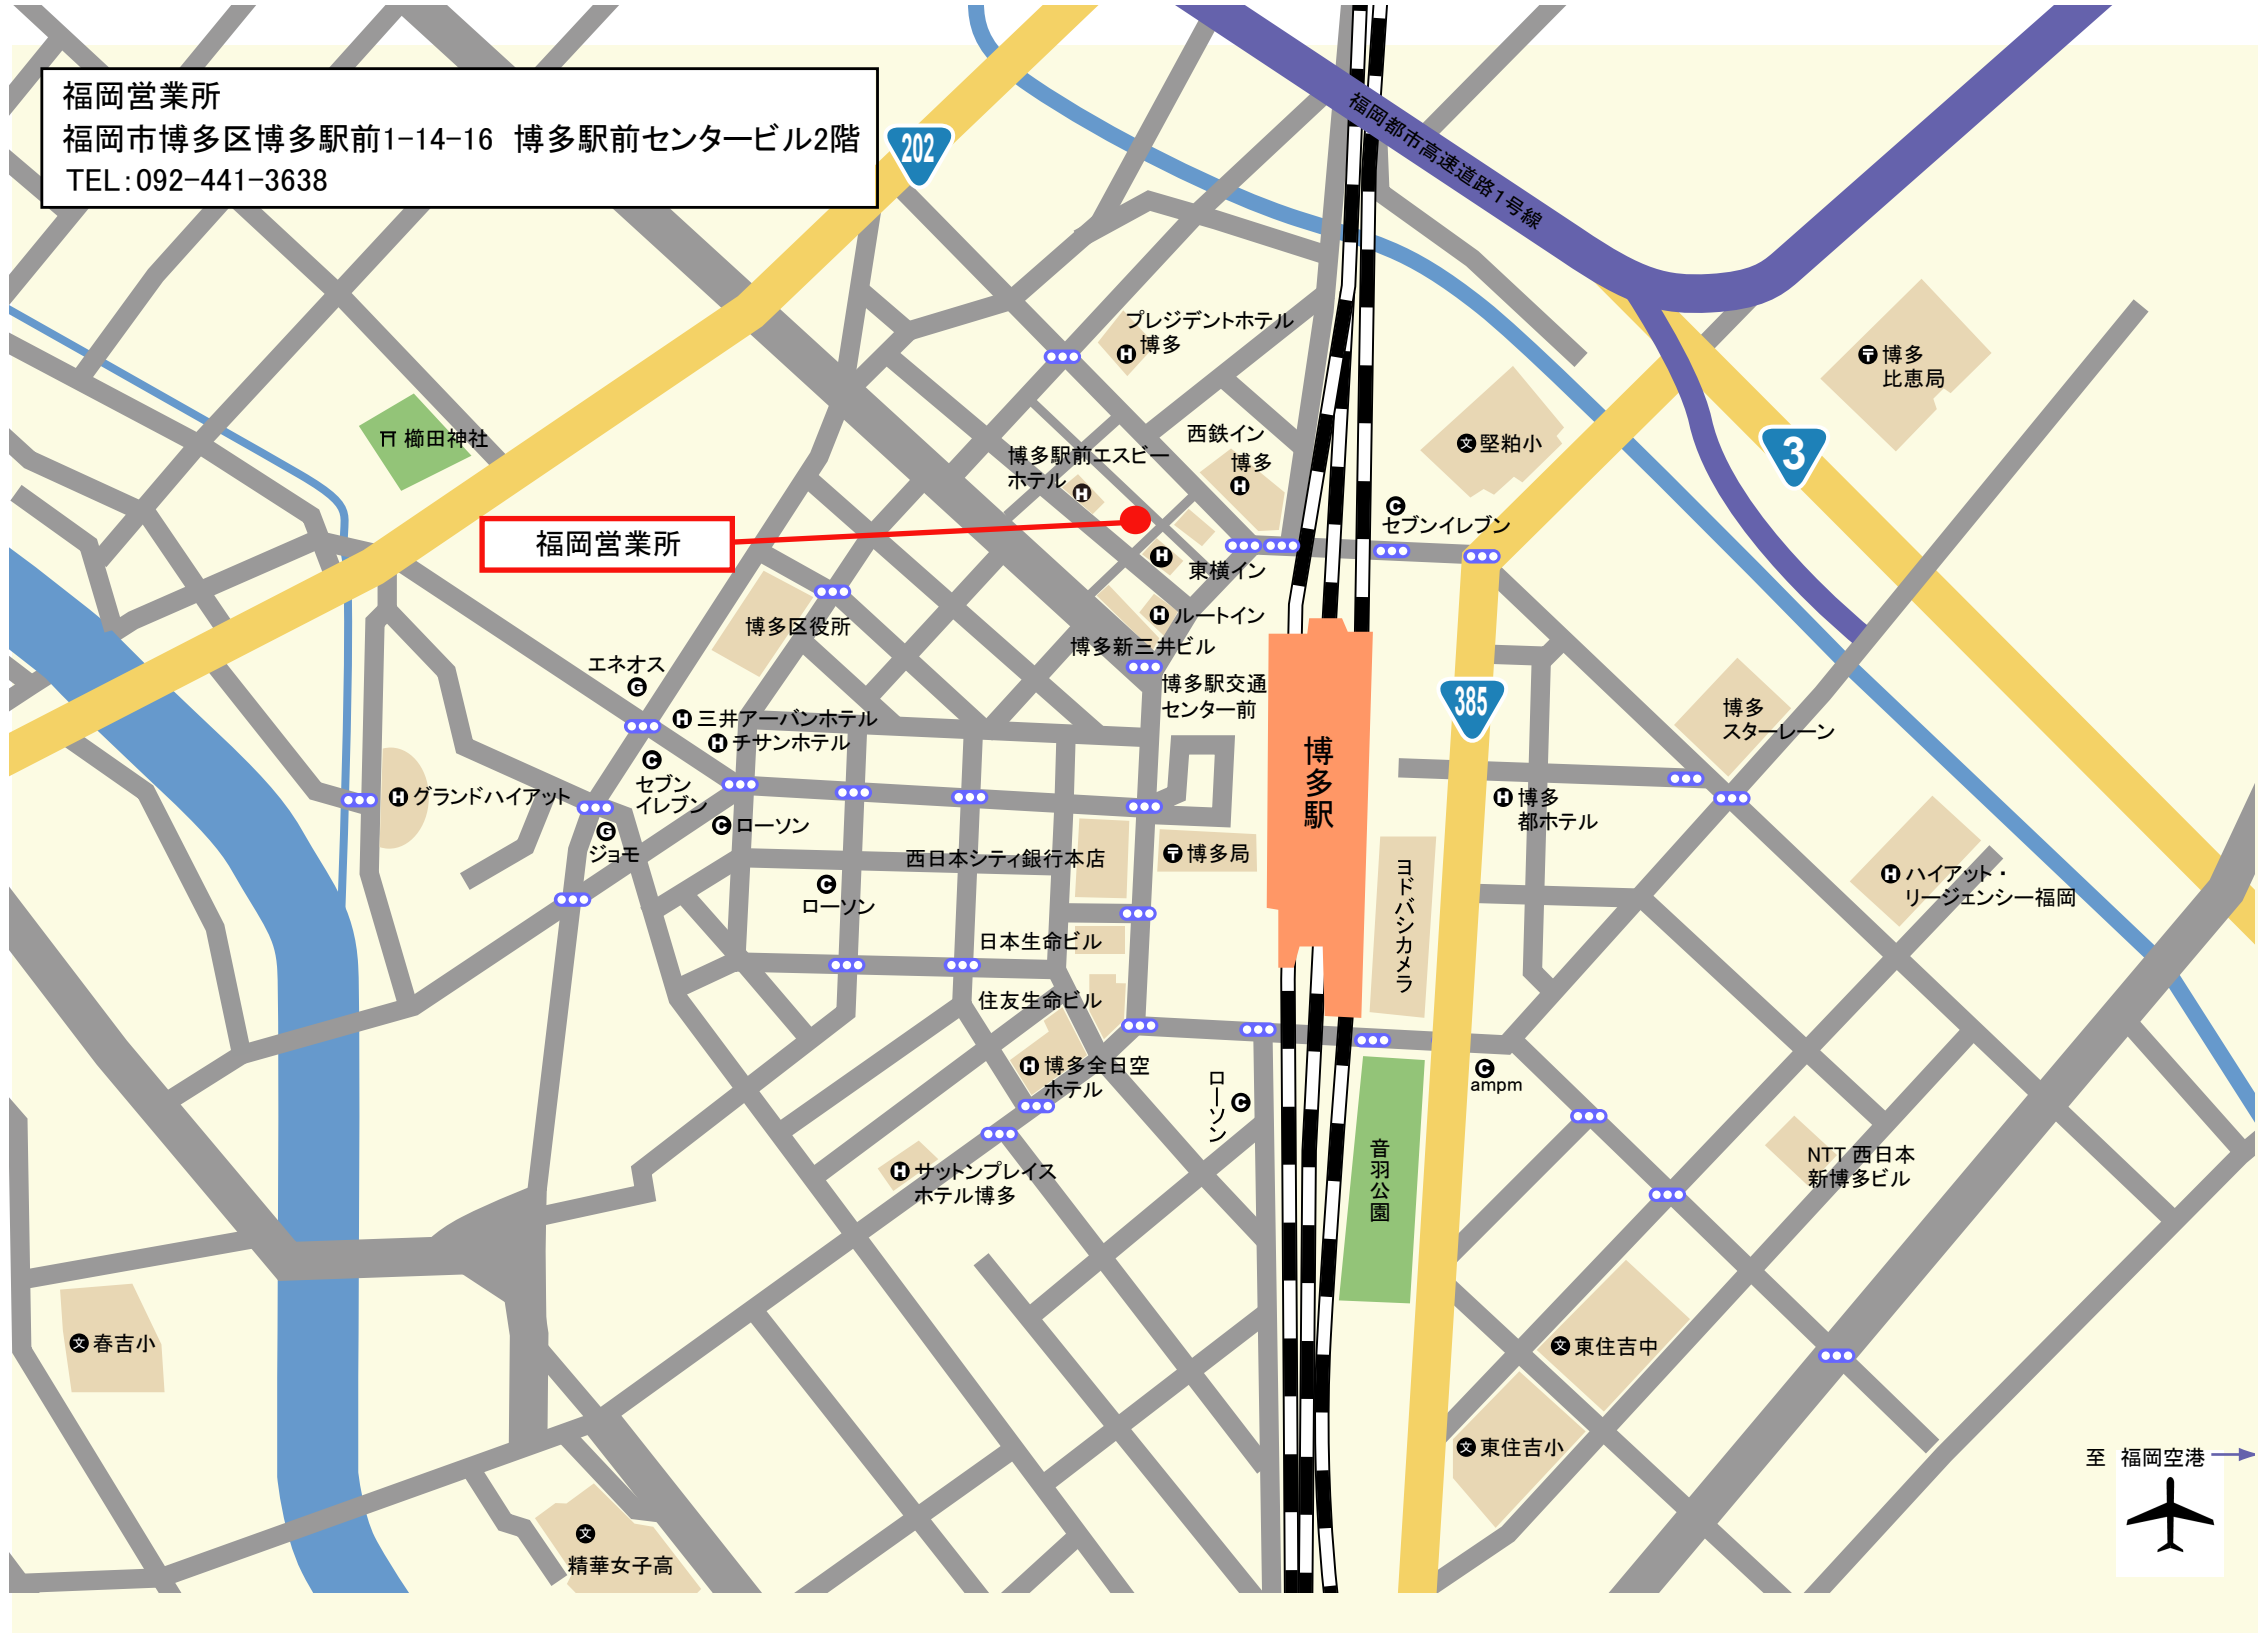 福岡営業所
福岡市博多区博多駅前1-14-16 博多駅前センタービル2階
TEL:092-441-3638
202
福岡都市高速道路1号線
プレジデントホテル
博多
博多
比恵局
櫛田神社
西鉄イン
博多
堅粕小
3
博多駅前エスビー
ホテル
セブンイレブン
福岡営業所
東横イン
ルートイン
博多区役所
博多新三井ビル
エネオス
博多駅交通
センター前
385
三井アーバンホテル
チサンホテル
博多
スターレーン
博多駅
セブン
イレブン
グランドハイアット
博多
都ホテル
ローソン
ジョモ
西日本シティ銀行本店
博多局
ヨドバシカメラ
ハイアット・
リージェンシー福岡
ローソン
日本生命ビル
住友生命ビル
博多全日空
ホテル
ampm
ローソン
音羽公園
サットンプレイス
ホテル博多
NTT 西日本
新博多ビル
春吉小
東住吉中
東住吉小
至 福岡空港
精華女子高